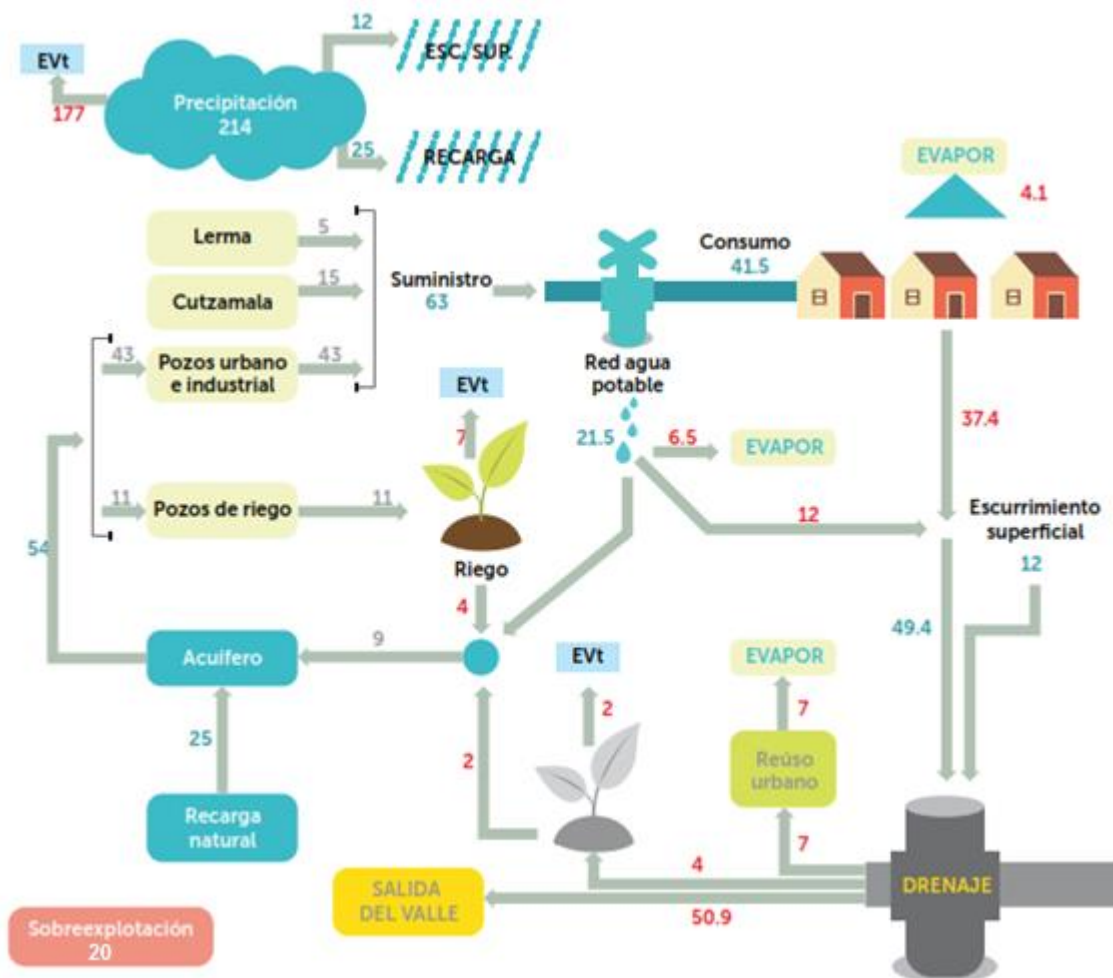 12
EVt
ESC. SUP.
177
Precipitación
214
25
RECARGA
EVAPOR
4.1
Lerma
5
Cutzamala
15
Suministro
63
Consumo
41.5
43
Pozos urbano
e industrial
43
Red agua
potable
EVt
7
21.5
6.5
EVAPOR
37.4
11
Pozos de riego
11
12
Escurrimiento
superficial
12
54
Riego
4
49.4
Acuífero
9
EVt
EVAPOR
25
2
2
7
Reúso
urbano
Recarga
natural
7
4
SALIDA
DEL VALLE
50.9
DRENAJE
Sobreexplotación
20